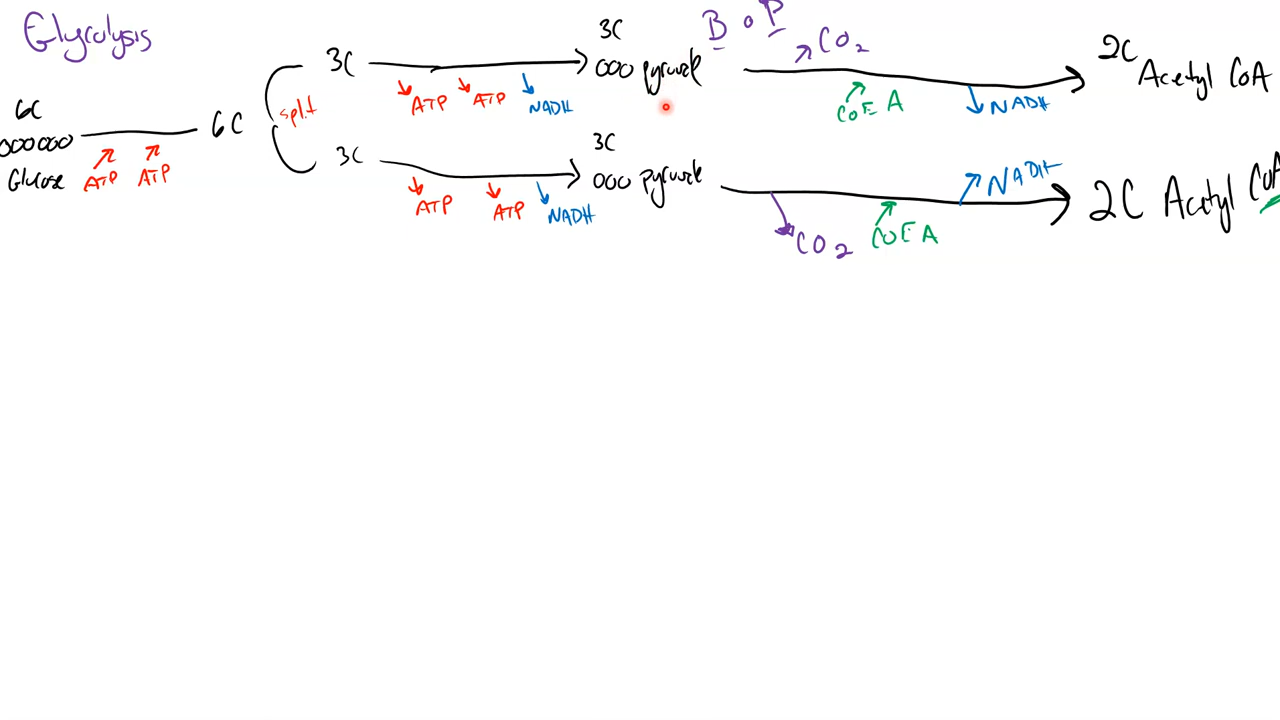 Glycolysis
6C
000000
Glucose
ATP ATP
6C
split
3C
ATP ATP NADH
3C
000 pyruvate
B o P
CO2
CoE A
NADH
2C
Acetyl CoA
3C
ATP ATP NADH
3C
000 pyruvate
CO2
CoE A
NADH
2C Acetyl CoA